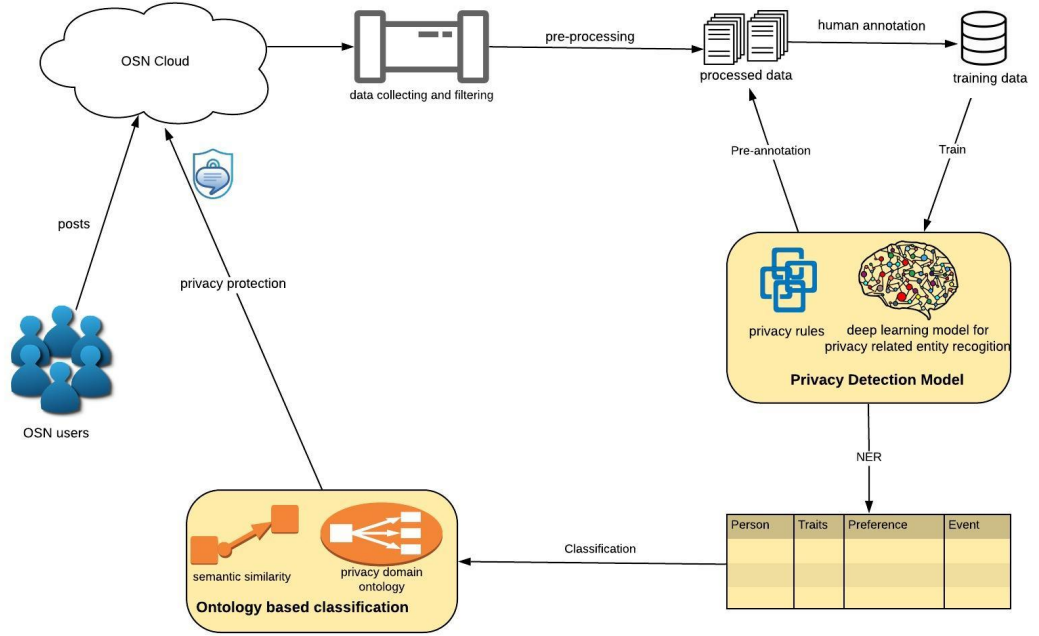 OSN Cloud
data collecting and filtering
pre-processing
processed data
human annotation
training data
Pre-annotation
Train
posts
privacy protection
OSN users
privacy rules
deep learning model for
privacy related entity recogition
Privacy Detection Model
NER
Person Traits Preference Event
Classification
semantic similarity
privacy domain
ontology
Ontology based classification